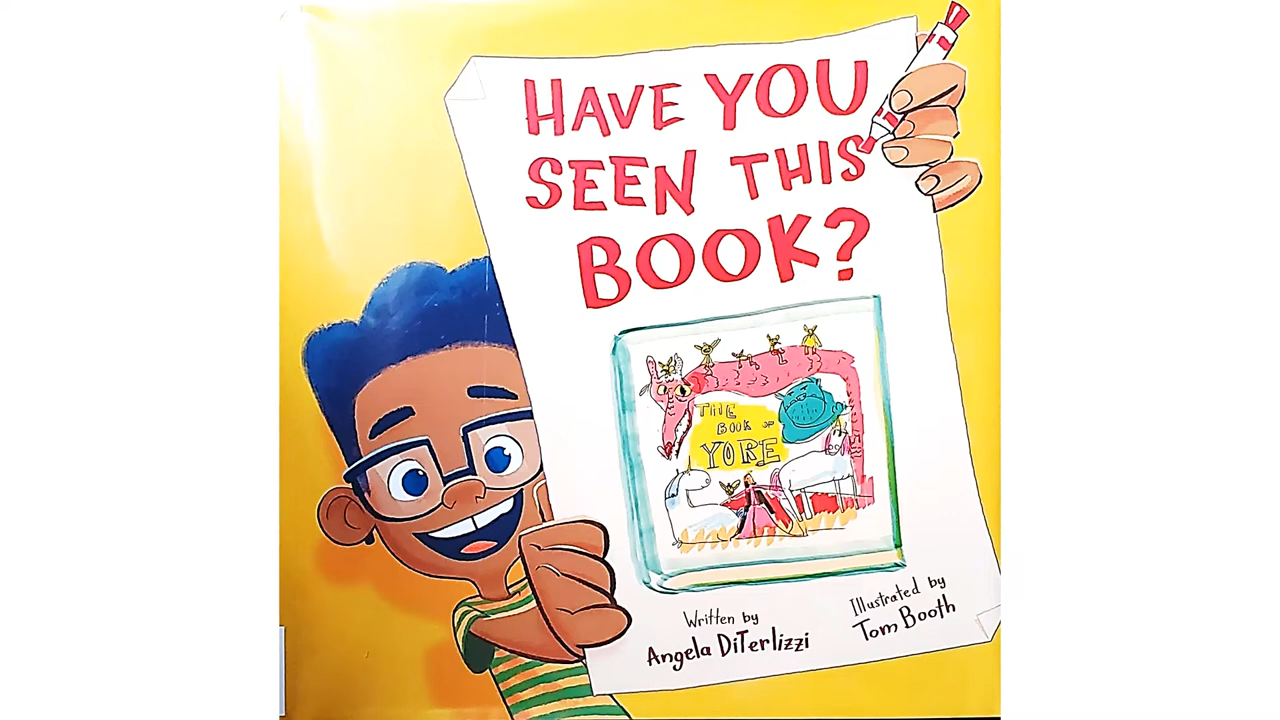 HAVE YOU
SEEN THIS
BOOK?
THE
BOOK OF
YORE
Written by
Angela DiTerlizzi
Illustrated by
Tom Booth